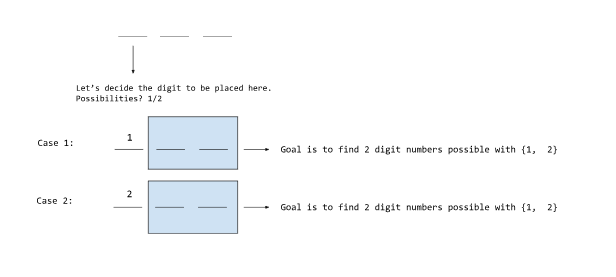 Let's decide the digit to be placed here.
Possibilities? 1/2
Case 1:
1
Goal is to find 2 digit numbers possible with {1, 2}
Case 2:
2
Goal is to find 2 digit numbers possible with {1, 2}